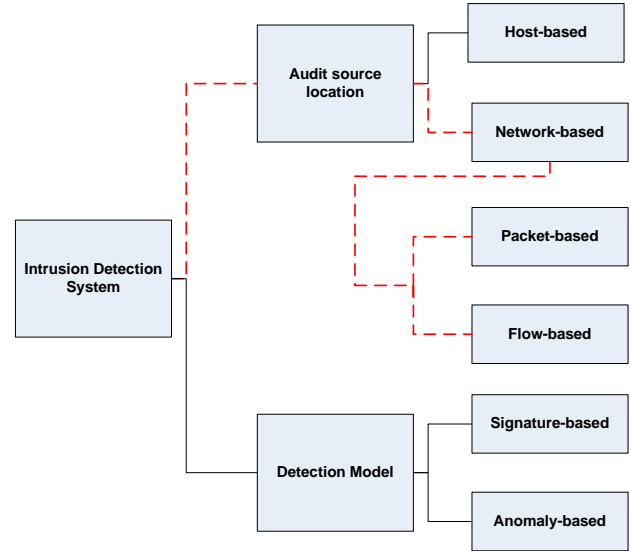 Host-based
Audit source
location
Network-based
Packet-based
Intrusion Detection
System
Flow-based
Signature-based
Detection Model
Anomaly-based